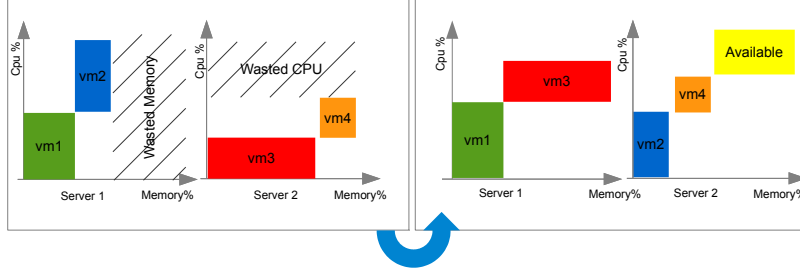 Cpu %
vm1
vm2
Wasted Memory
Server 1
Memory%
Cpu %
Wasted CPU
vm3
vm4
Server 2
Memory%
Cpu %
vm1
vm3
Server 1
Memory%
Cpu %
vm2
vm4
Available
Server 2
Memory%